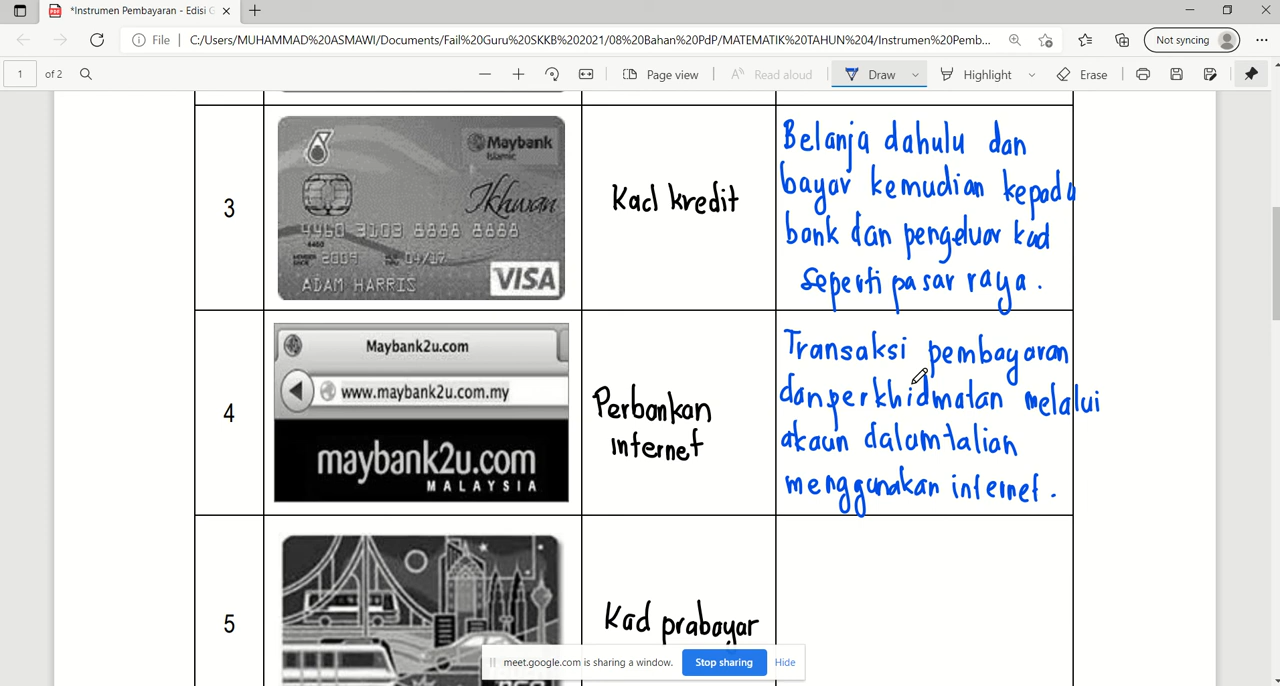 *Instrumen Pembayaran - Edisi G
File
C:/Users/MUHAMMAD%20ASMAWI/Documents/Fail%20Guru%20SKKB%202021/08%20Bahan%20PdP/MATEMATIK%20TAHUN%204/Instrumen%20Pemb...
Not syncing
1 of 2
Page view
Read aloud
Draw
Highlight
Erase
3
Maybank
Islamic
Ikhwan
4460 3103 8888 8888
4460
2009 04/17
ADAM HARRIS
VISA
Kad kredit
Belanja dahulu dan
bayar kemudian kepada
bank dan pengeluar kad
seperti pasar raya.
4
Maybank2u.com
www.maybank2u.com.my
maybank2u.com
MALAYSIA
Perbankan
internet
Transaksi pembayaran
dan perkhidmatan melalui
akaun dalam talian
menggunakan internet.
5
Kad prabayar
meet.google.com is sharing a window.
Stop sharing
Hide